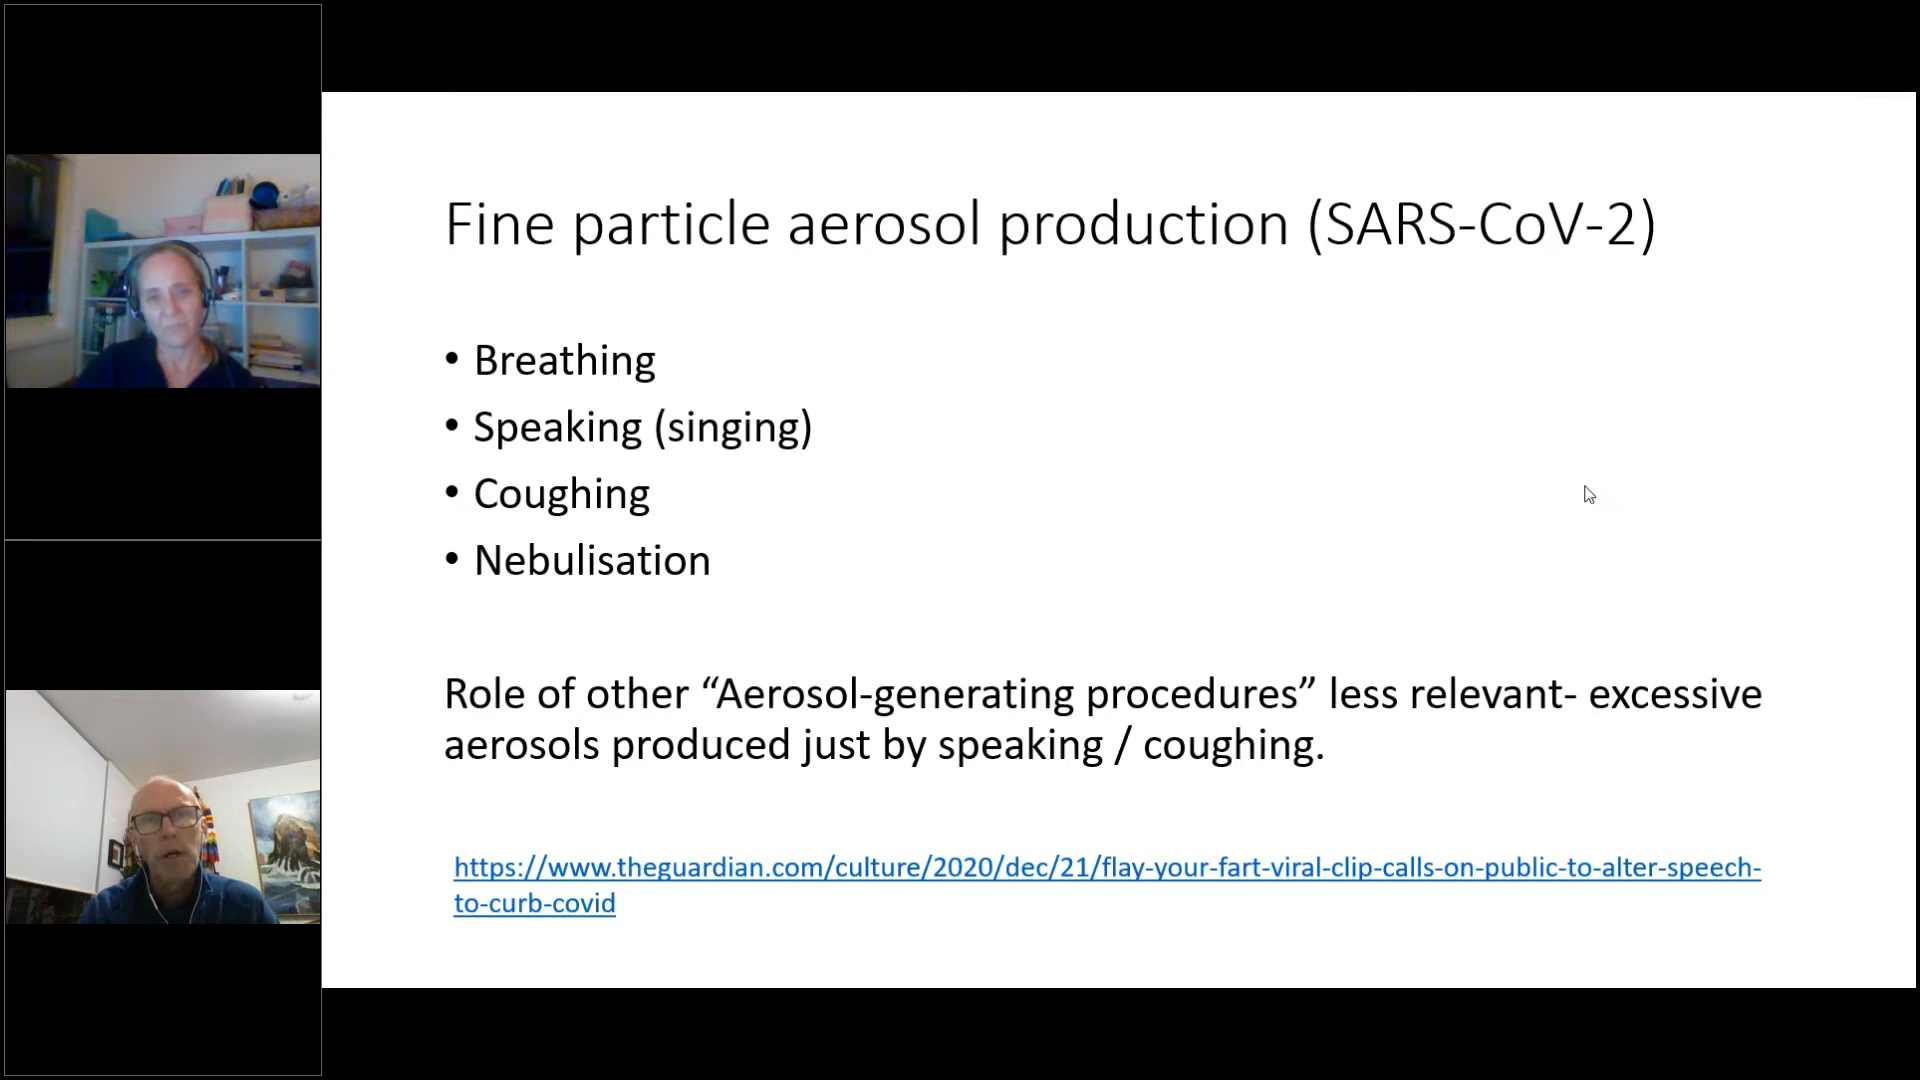 Fine particle aerosol production (SARS-CoV-2)
• Breathing
• Speaking (singing)
• Coughing
• Nebulisation
Role of other “Aerosol-generating procedures” less relevant- excessive
aerosols produced just by speaking / coughing.
https://www.theguardian.com/culture/2020/dec/21/flay-your-fart-viral-clip-calls-on-public-to-alter-speech-
to-curb-covid